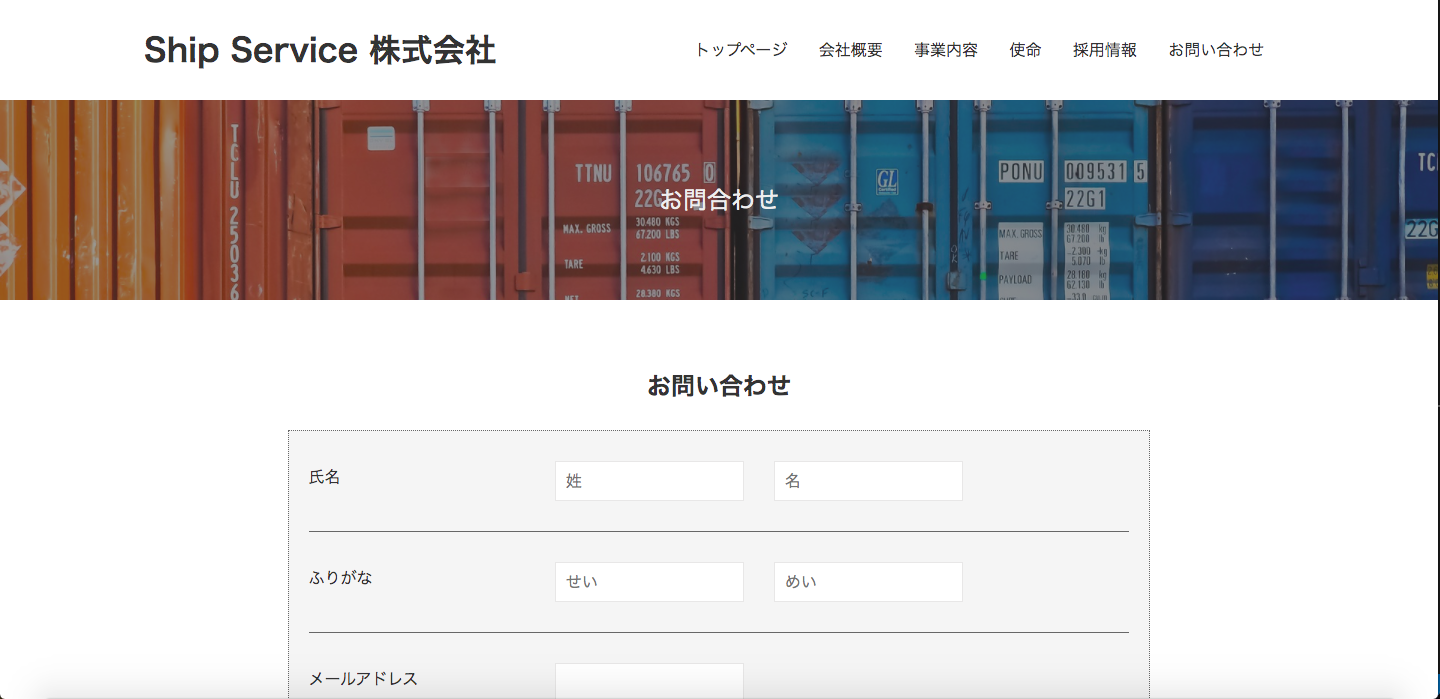 Ship Service 株式会社
トップページ 会社概要 事業内容 使命 採用情報 お問い合わせ
TCLU 25036
TTNU 106765 0
22G
MAX. GROSS 30.480 KGS
67.200 LBS
TARE 2.100 KGS
4.630 LBS
28.380 KGS
GL
PONU 009531 5
22G1
MAX. GROSS 30.480 kg
67.200 lb
TARE 2.300 kg
5.070 lb
PAYLOAD 28.180 kg
62.130 lb
TC
22G
お問合わせ
お問い合わせ
氏名 姓 名
ふりがな せい めい
メールアドレス